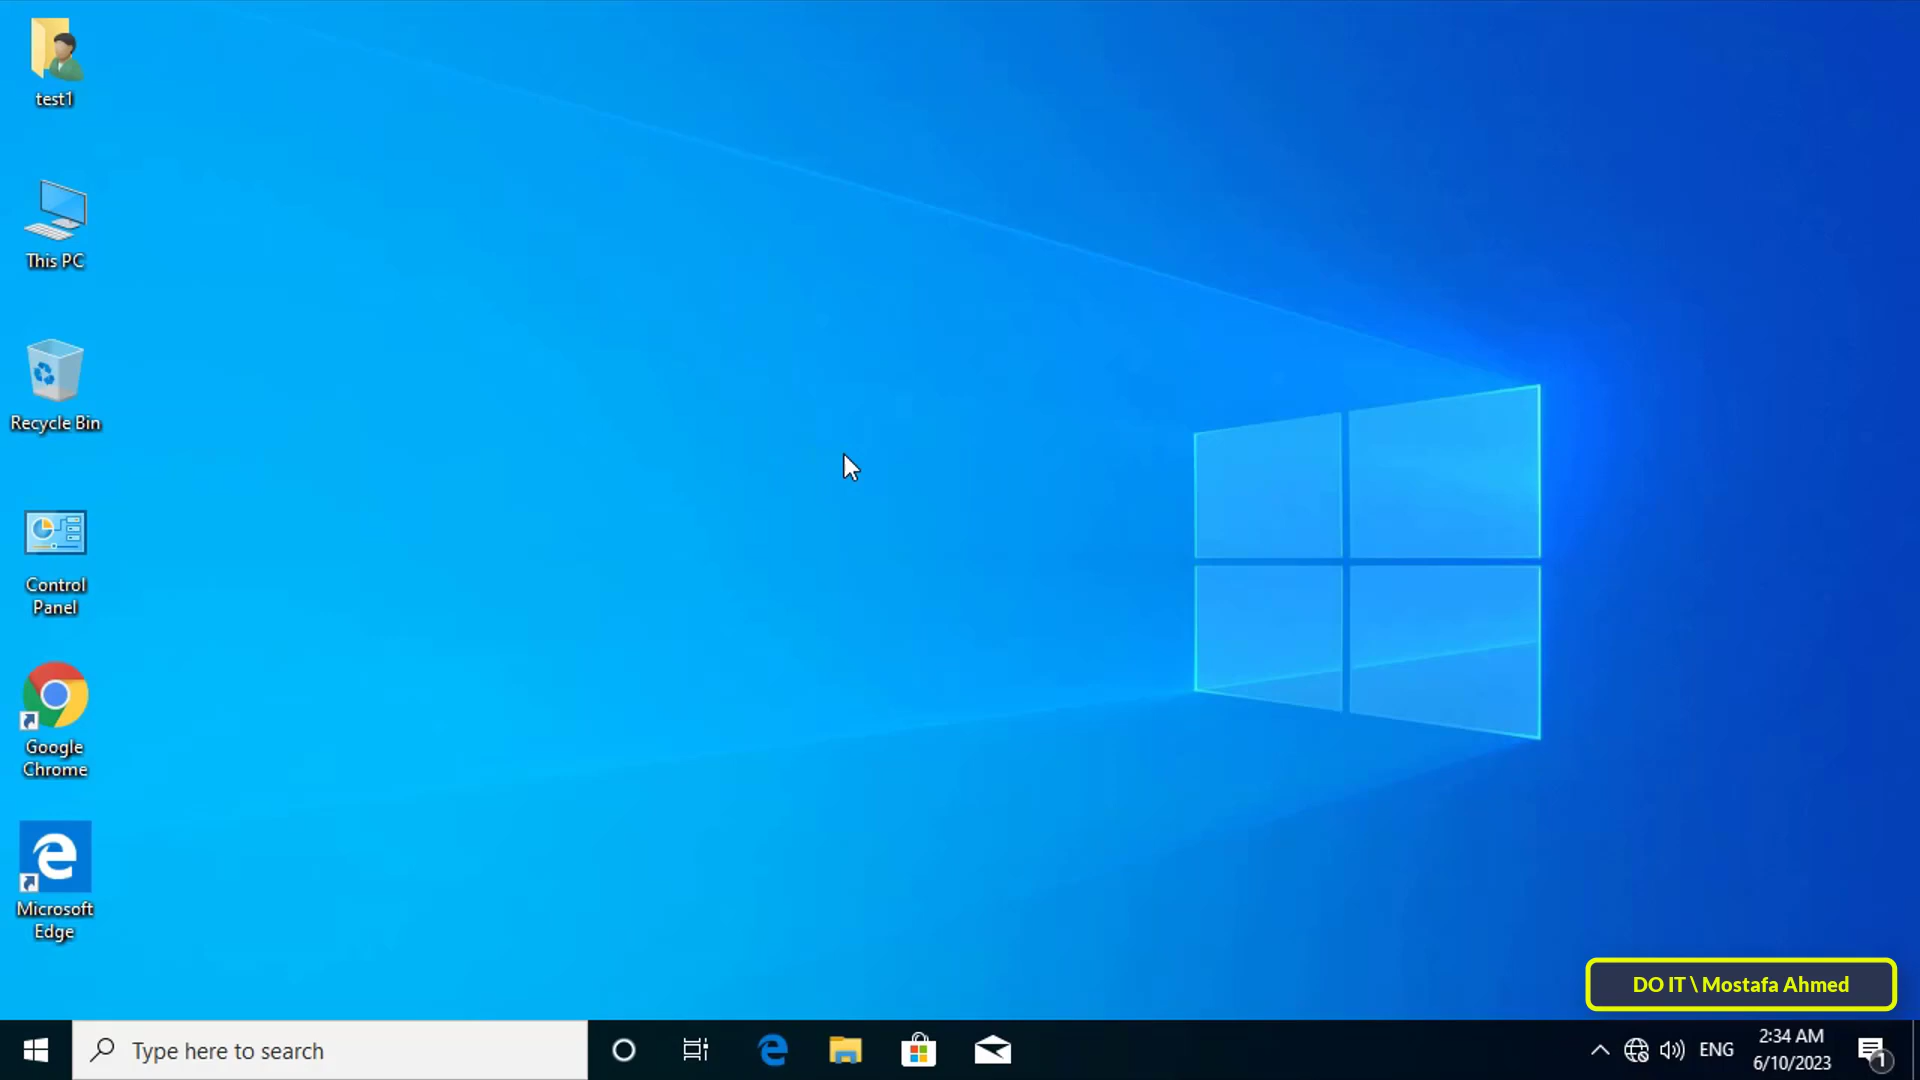 test1
This PC
Recycle Bin
Control
Panel
Google
Chrome
Microsoft
Edge
DO IT \ Mostafa Ahmed
Type here to search
ENG
2:34 AM
6/10/2023
1